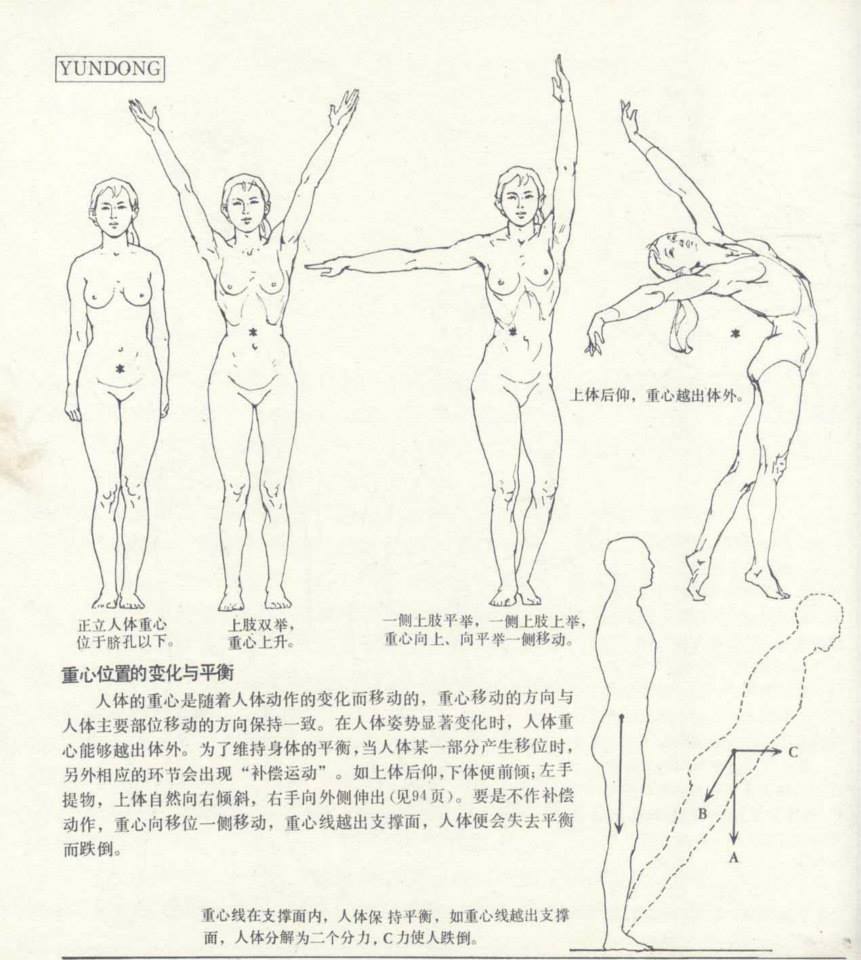 YUNDONG
上体后仰，重心越出体外。
正立人体重心
位于脐孔以下。
上肢双举，
重心上升。
一侧上肢平举，一侧上肢上举，
重心向上、向平举一侧移动。
重心位置的变化与平衡
人体的重心是随着人体动作的变化而移动的，重心移动的方向与
人体主要部位移动的方向保持一致。在人体姿势显著变化时，人体重
心能够越出体外。为了维持身体的平衡，当人体某一部分产生移位时，
另外相应的环节会出现“补偿运动”。如上体后仰，下体便前倾；左手
提物，上体自然向右倾斜，右手向外侧伸出（见94页）。要是不作补偿
动作，重心向移位一侧移动，重心线越出支撑面，人体便会失去平衡
而跌倒。
C
B
A
重心线在支撑面内，人体保持平衡，如重心线越出支撑
面，人体分解为二个分力，C力使人跌倒。